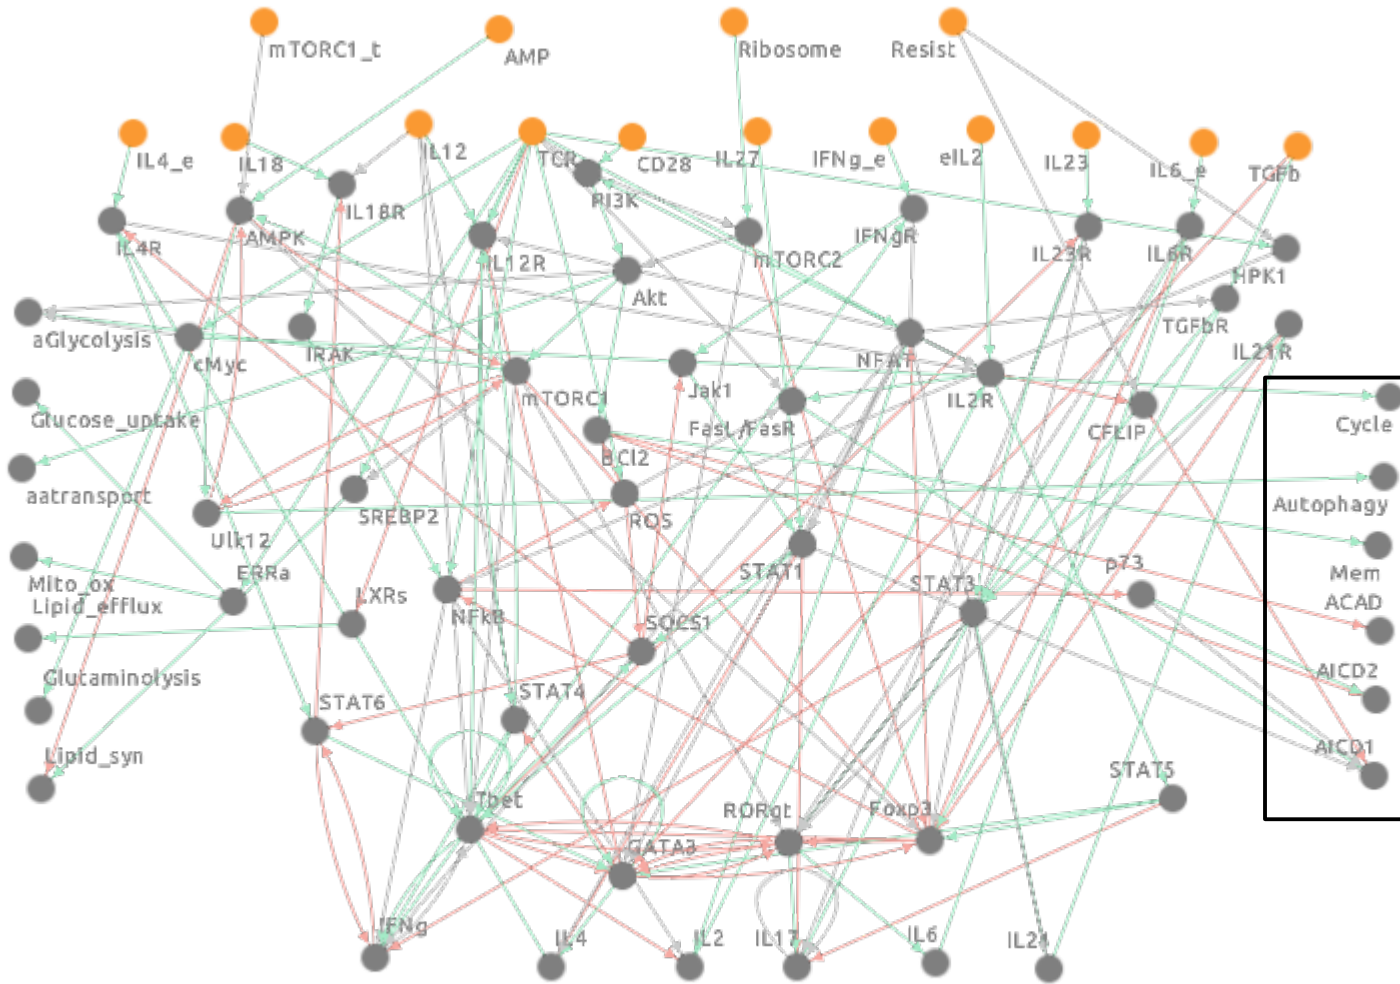 mTORC1_t
AMP
Ribosome
Resist
IL4_e
IL18
IL12
TCR
CD28
IL27
IFNg_e
eIL2
IL23
IL6_e
TGFb
IL4R
AMPK
IL18R
IL12R
PI3K
mTORC2
IFNgR
IL23R
IL6R
HPK1
aGlycolysis
cMyc
IRAK
Akt
mTORC1
Jak1
FasL/FasR
NFAT
IL2R
CFLIP
TGFbR
IL21R
Cycle
Glucose_uptake
BCl2
aatransport
Ulk12
SREBP2
ROS
STAT1
STAT3
p73
Autophagy
Mem
Mito_ox
ERRa
Lipid_efflux
LXRs
NFkB
SOCS1
ACAD
Glutaminolysis
STAT6
STAT4
AICD2
Lipid_syn
AICD1
Tbet
GATA3
RORgt
Foxp3
STAT5
IFNg
IL4
IL2
IL17
IL6
IL21